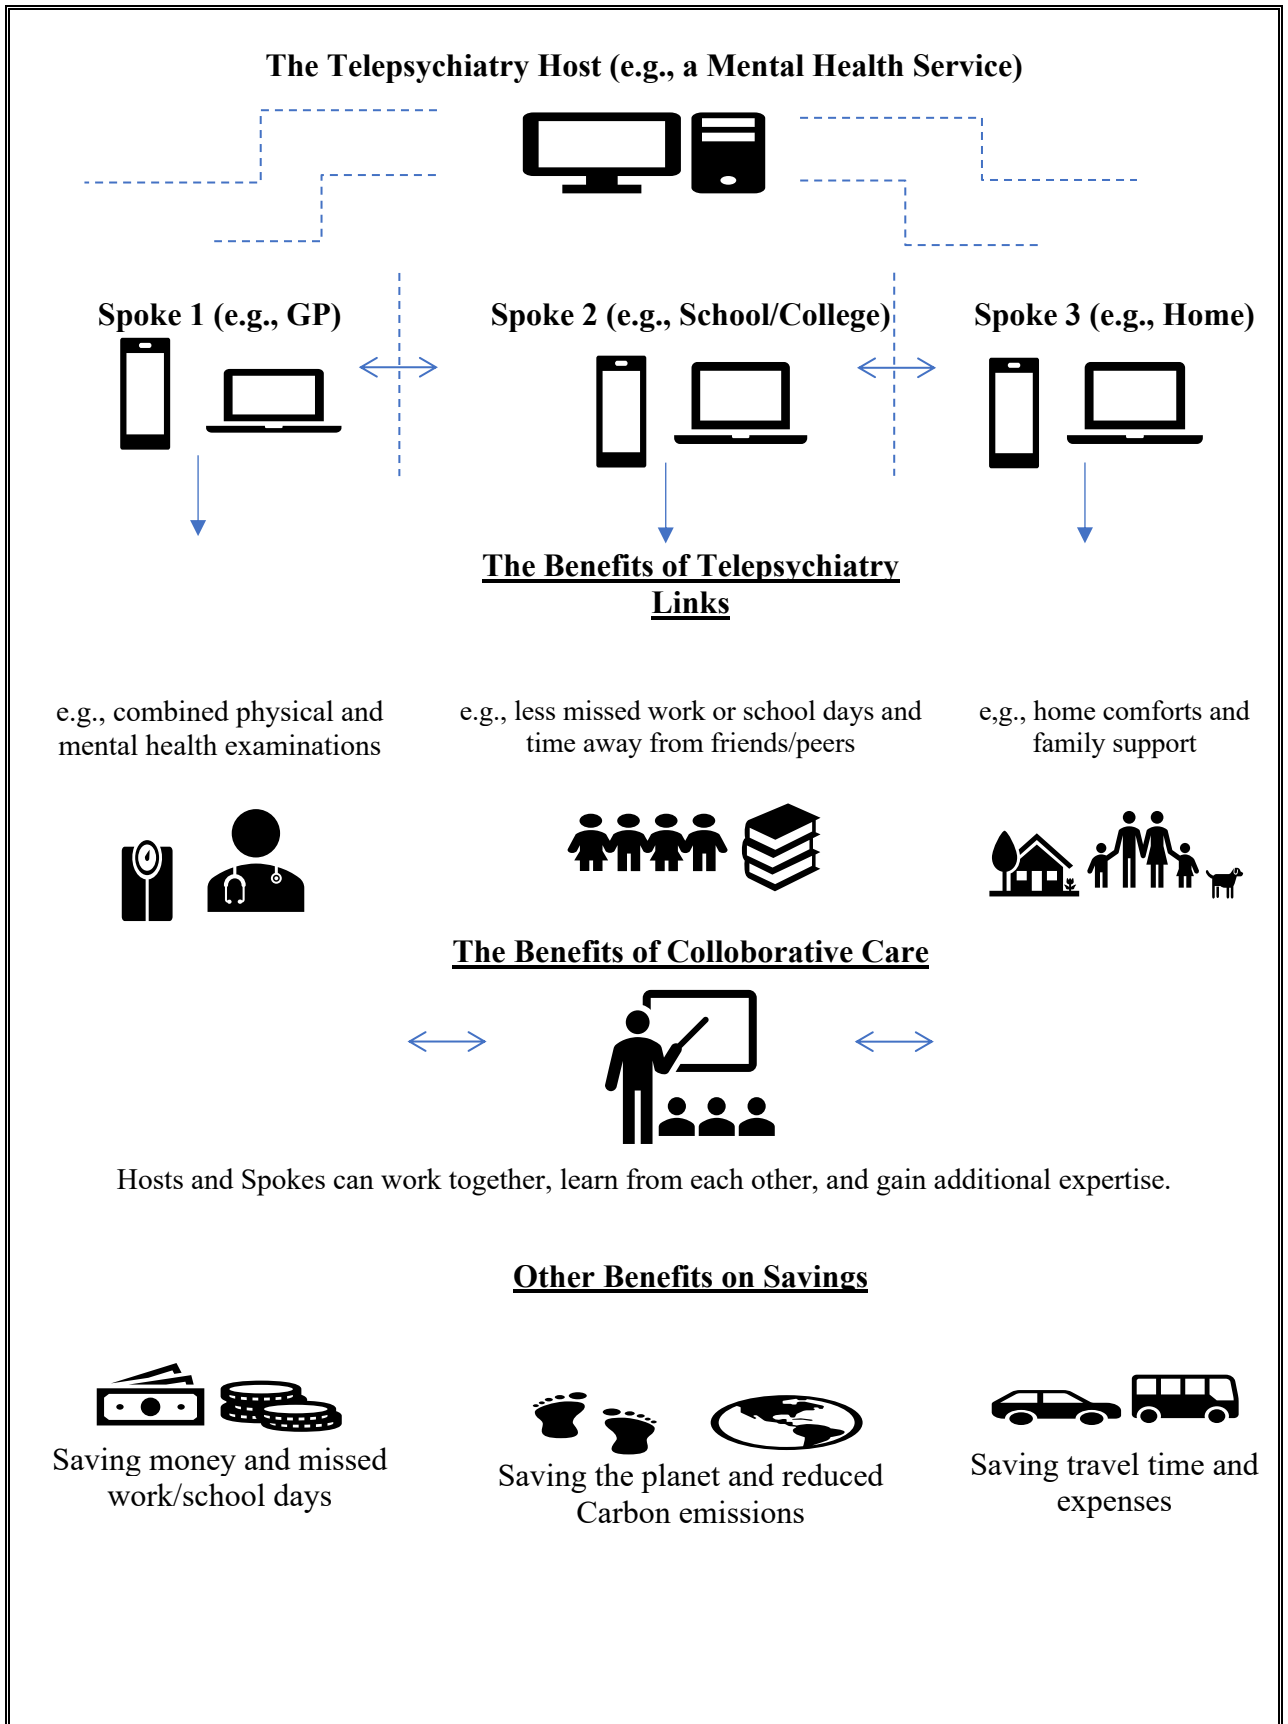 The Telepsychiatry Host (e.g., a Mental Health Service)
Spoke 1 (e.g., GP)
Spoke 2 (e.g., School/College)
Spoke 3 (e.g., Home)
The Benefits of Telepsychiatry
Links
e.g., combined physical and
mental health examinations
e.g., less missed work or school days and
time away from friends/peers
e,g., home comforts and
family support
The Benefits of Colloborative Care
Hosts and Spokes can work together, learn from each other, and gain additional expertise.
Other Benefits on Savings
Saving money and missed
work/school days
Saving the planet and reduced
Carbon emissions
Saving travel time and
expenses